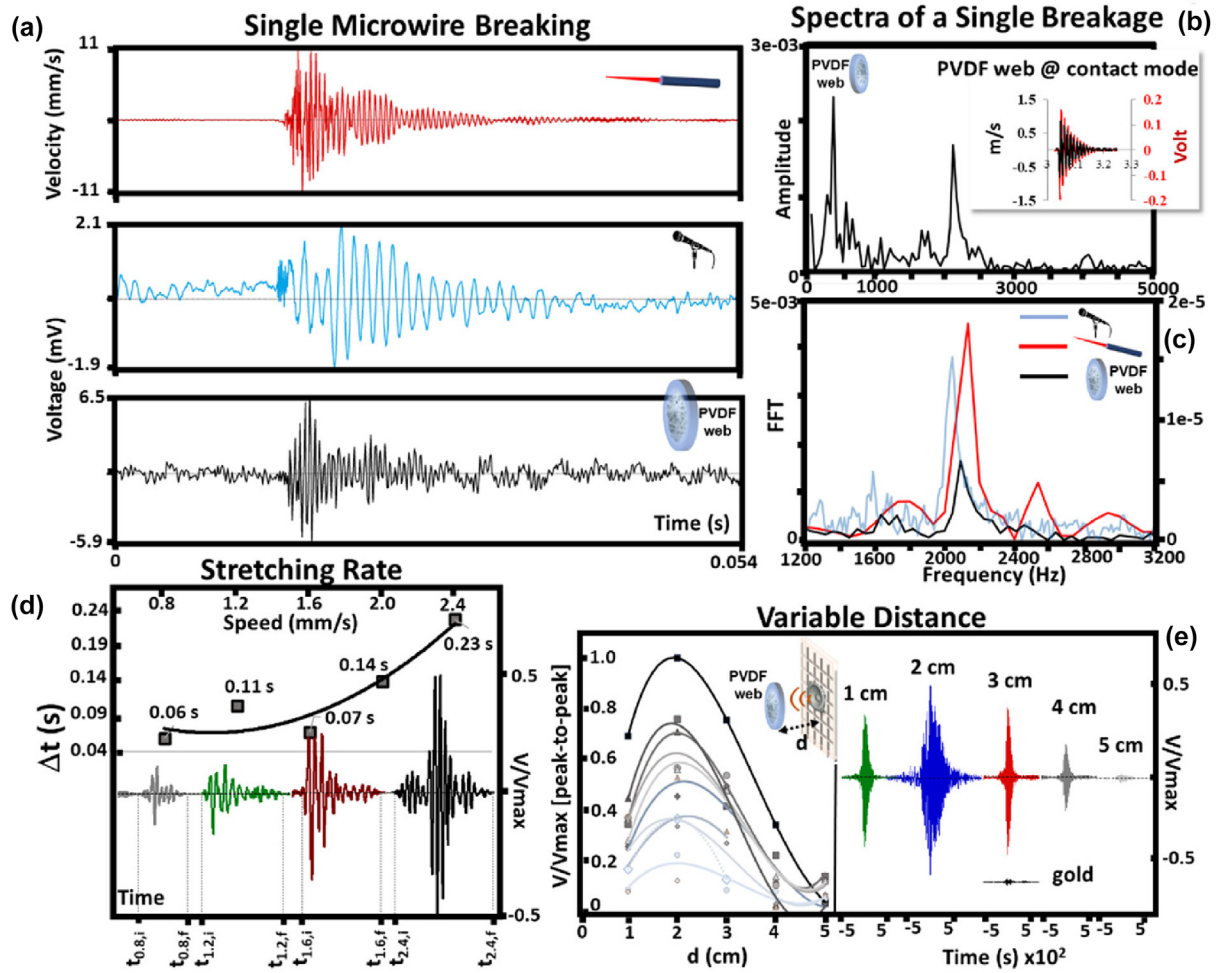 (a)
Single Microwire Breaking
11
Velocity (mm/s)
-11
2.1
-1.9
Voltage (mV)
6.5
PVDF
web
Time (s)
-5.9
0
0.054
Spectra of a Single Breakage
(b)
3e-03
PVDF
web
PVDF web @ contact mode
1.5
0.5
-0.5
-1.5
m/s
3
3.1
3.2
3.3
0.2
0.1
0
-0.1
-0.2
Volt
Amplitude
0
0
1000
2000
3000
4000
5000
5e-03
2e-5
(c)
PVDF
web
1e-5
FFT
0
0
1200
1600
2000
2400
2800
3200
Frequency (Hz)
Stretching Rate
(d)
0.8
1.2
1.6
2.0
2.4
Speed (mm/s)
0.24
0.19
0.14
0.09
0.04
Δt (s)
0.06 s
0.11 s
0.07 s
0.14 s
0.23 s
0.5
V/Vmax
-0.5
Time
t0.8,i
t0.8,f
t1.2,i
t1.2,f
t1.6,i
t1.6,f
t2.4,i
t2.4,f
Variable Distance
(e)
1.0
0.8
0.6
0.4
0.2
0
V/Vmax [peak-to-peak]
PVDF
web
d
0 1 2 3 4 5
d (cm)
1 cm
2 cm
3 cm
4 cm
5 cm
0.5
V/Vmax
-0.5
gold
-5 5 -5 5 -5 5 -5 5 -5 5
Time (s) x10²